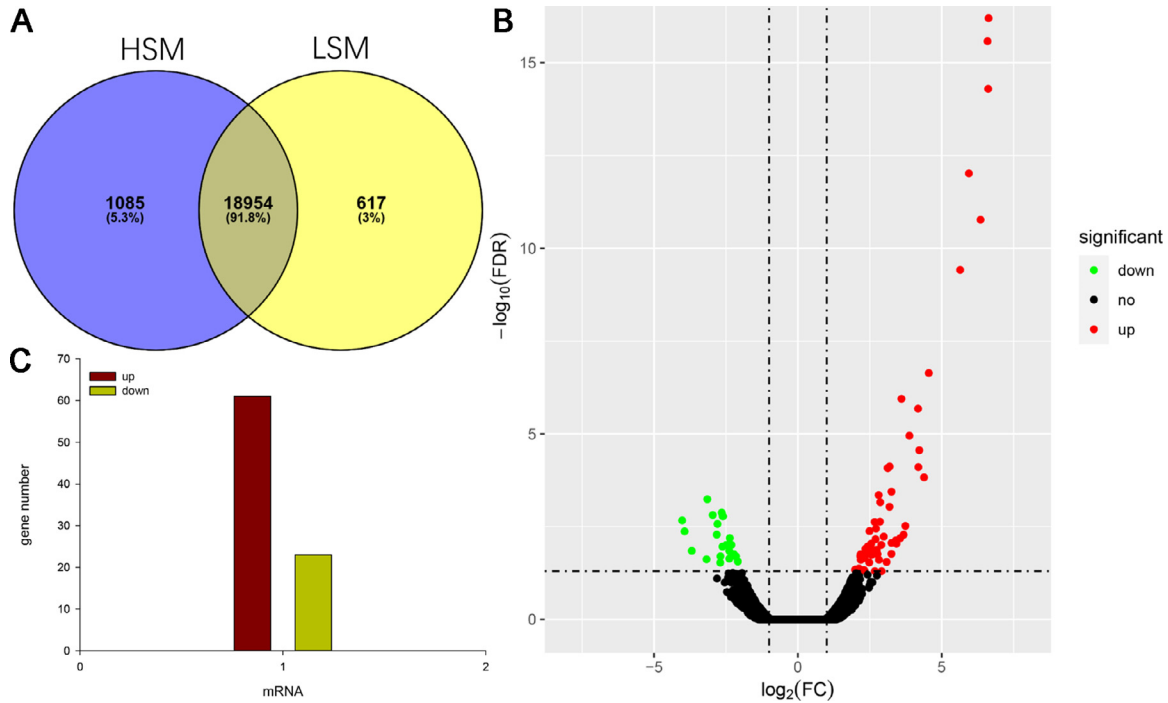 A
HSM
LSM
1085
(5.3%)
18954
(91.8%)
617
(3%)
B
15
10
5
0
−log10(FDR)
−5
0
5
log2(FC)
significant
down
no
up
C
70
60
50
40
30
20
10
0
gene number
up
down
0
1
2
mRNA